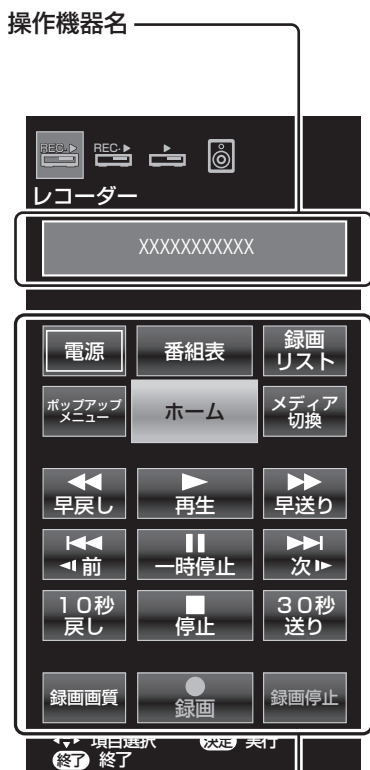 操作機器名
REC.▶ REC.▶
レコーダー
XXXXXXXXXXX
電源 番組表 録画
リスト
ポップアップ
メニュー ホーム メディア
切換
早戻し 再生 早送り
前 一時停止 次
10秒
戻し 停止 30秒
送り
録画画質 録画 録画停止
項目選択 決定 実行
終了 終了